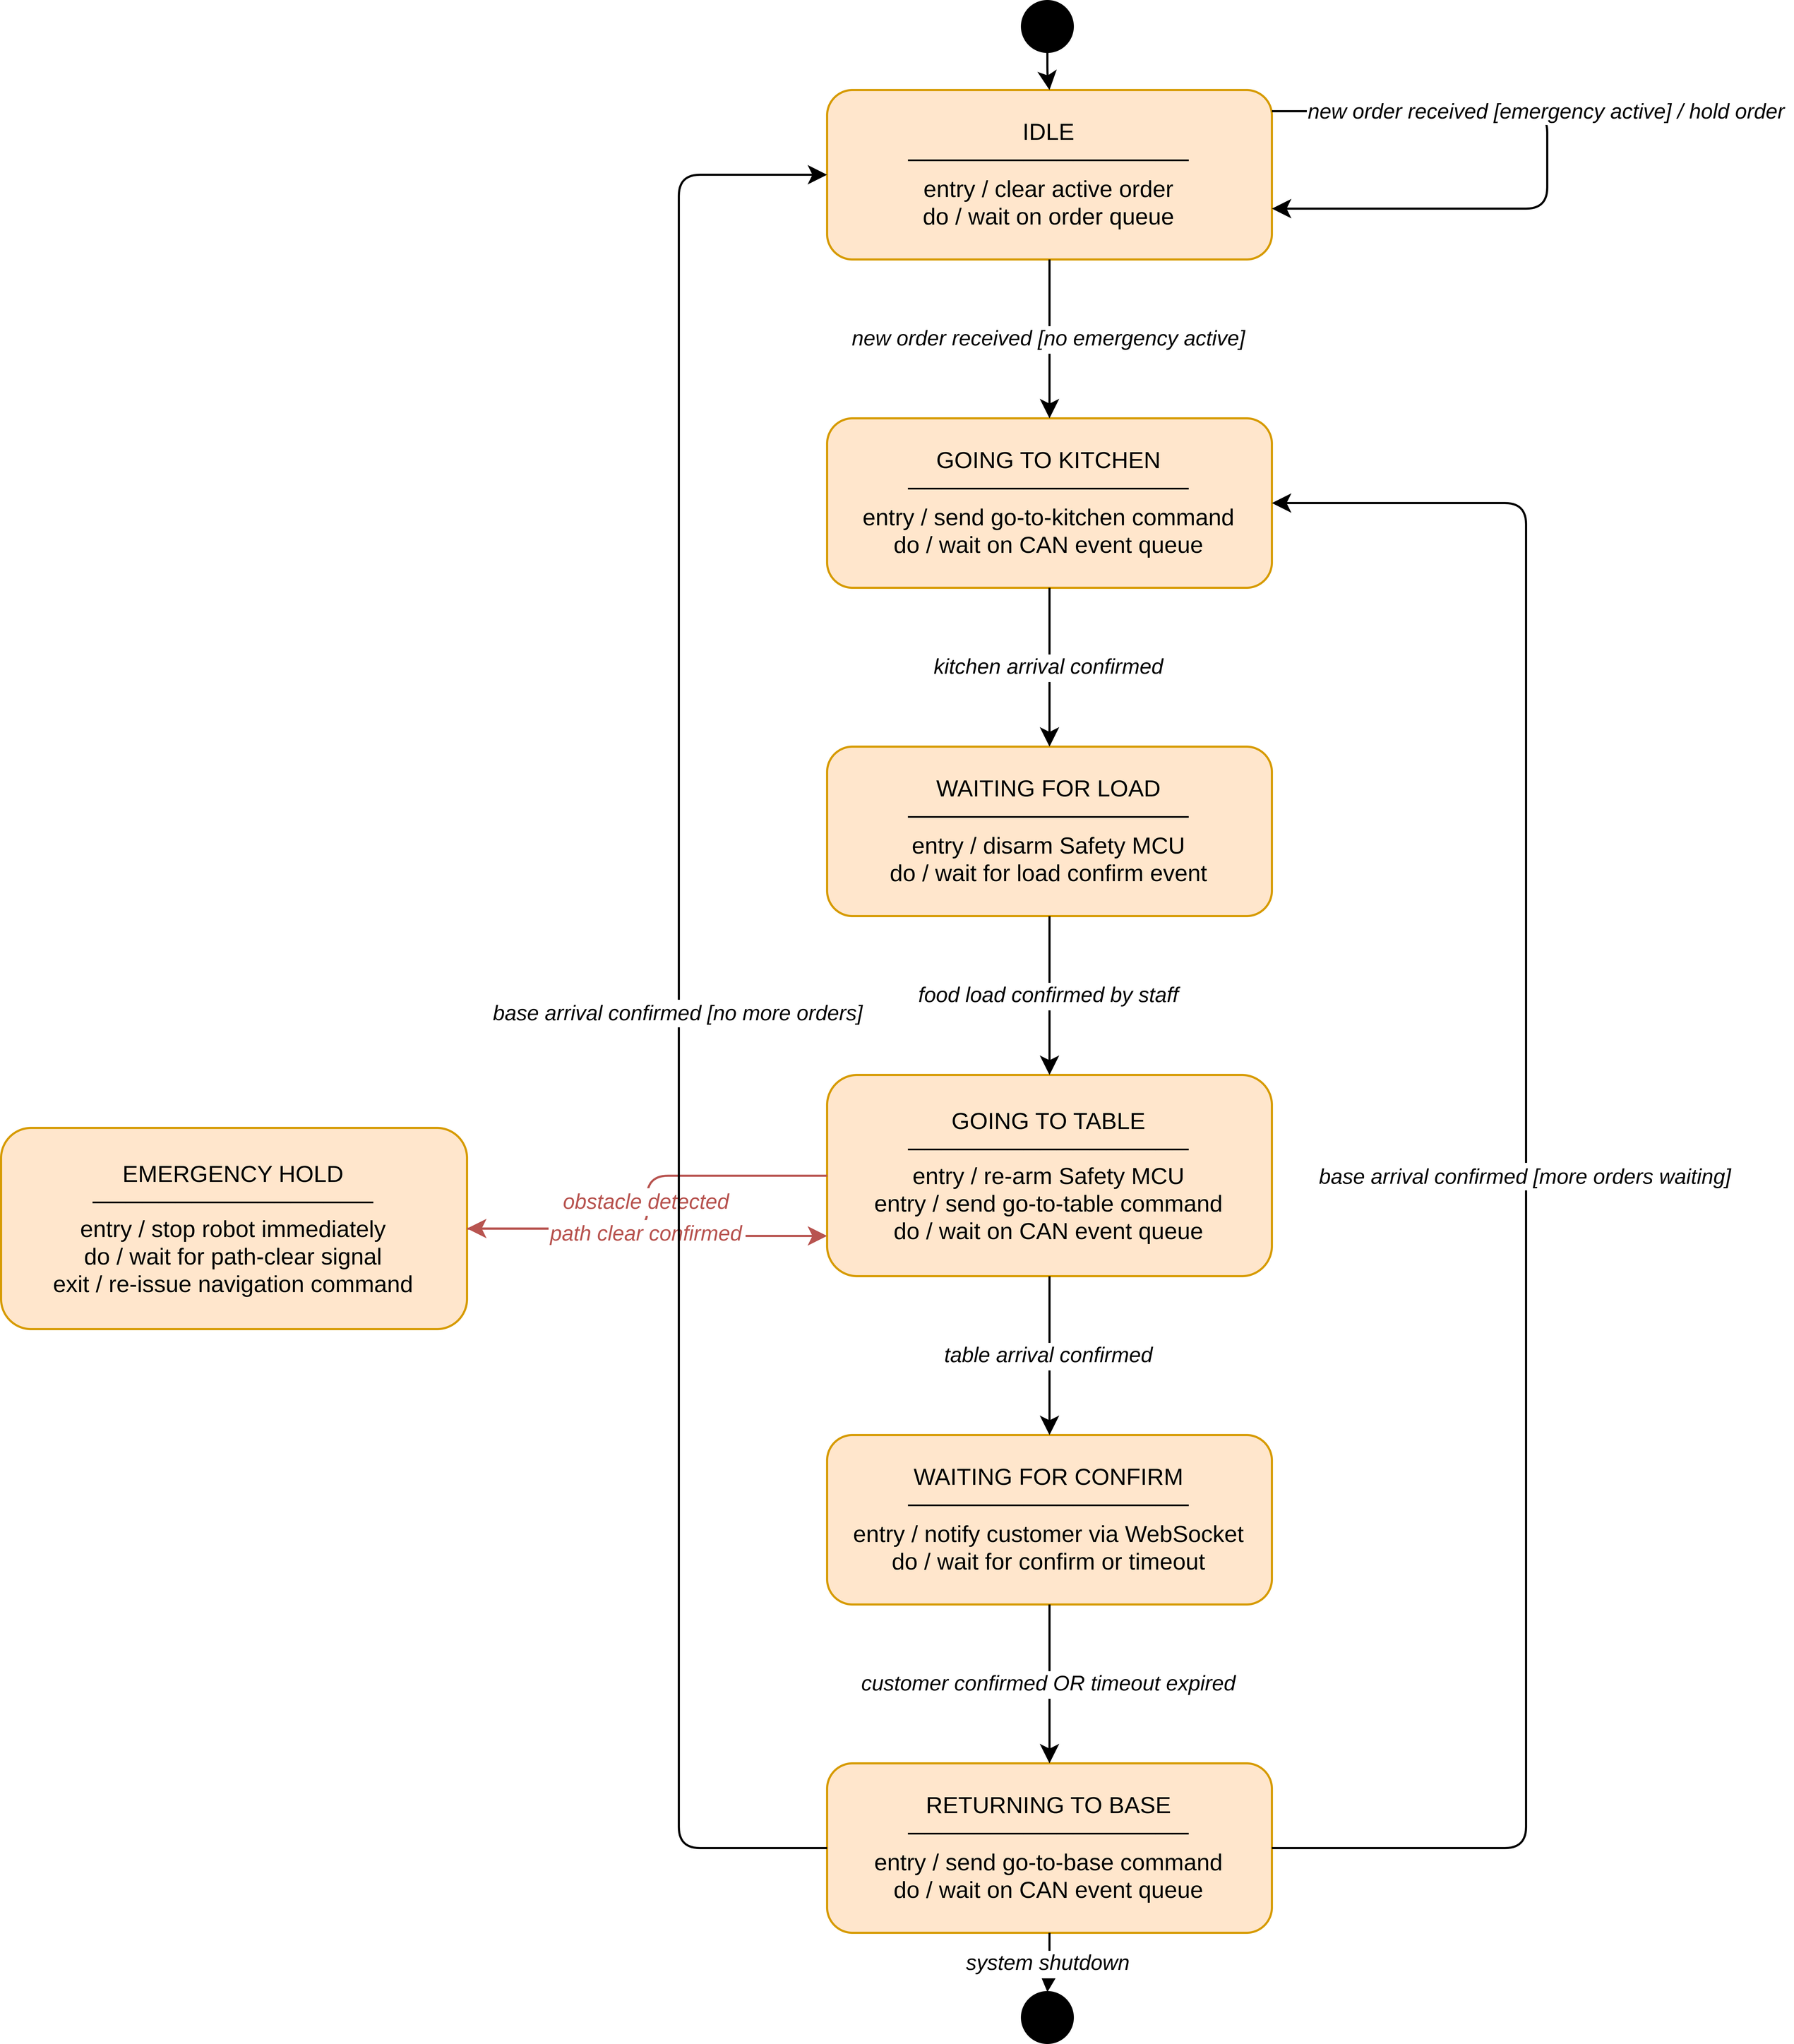 IDLE
entry / clear active order
do / wait on order queue
new order received [emergency active] / hold order
new order received [no emergency active]
GOING TO KITCHEN
entry / send go-to-kitchen command
do / wait on CAN event queue
kitchen arrival confirmed
WAITING FOR LOAD
entry / disarm Safety MCU
do / wait for load confirm event
food load confirmed by staff
base arrival confirmed [no more orders]
GOING TO TABLE
entry / re-arm Safety MCU
entry / send go-to-table command
do / wait on CAN event queue
base arrival confirmed [more orders waiting]
EMERGENCY HOLD
entry / stop robot immediately
do / wait for path-clear signal
exit / re-issue navigation command
obstacle detected
path clear confirmed
table arrival confirmed
WAITING FOR CONFIRM
entry / notify customer via WebSocket
do / wait for confirm or timeout
customer confirmed OR timeout expired
RETURNING TO BASE
entry / send go-to-base command
do / wait on CAN event queue
system shutdown